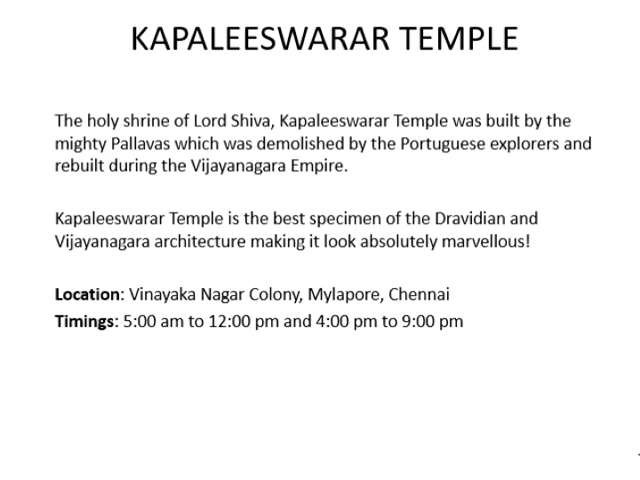 KAPALEESWARAR TEMPLE
The holy shrine of Lord Shiva, Kapaleeswarar Temple was built by the
mighty Pallavas which was demolished by the Portuguese explorers and
rebuilt during the Vijayanagara Empire.
Kapaleeswarar Temple is the best specimen of the Dravidian and
Vijayanagara architecture making it look absolutely marvellous!
Location: Vinayaka Nagar Colony, Mylapore, Chennai
Timings: 5:00 am to 12:00 pm and 4:00 pm to 9:00 pm